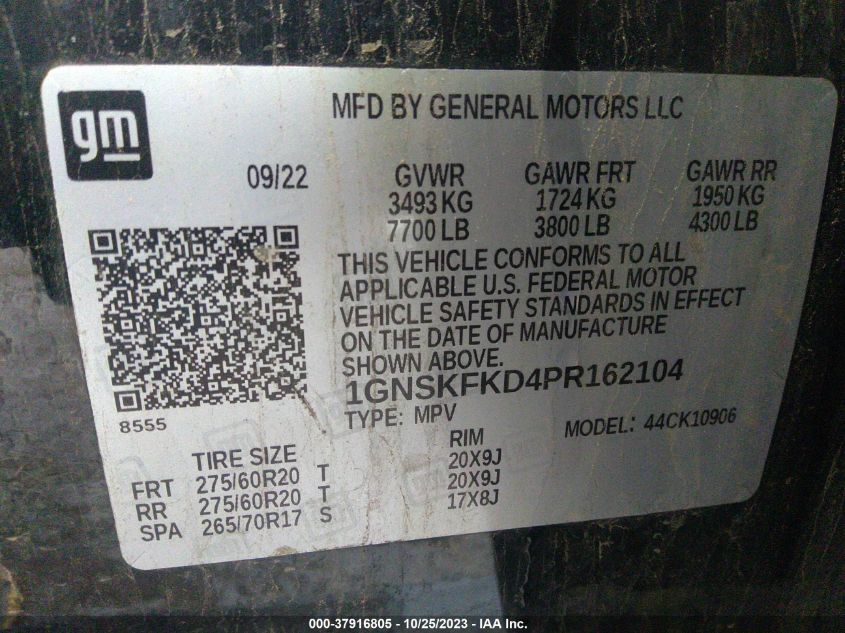 gm
MFD BY GENERAL MOTORS LLC
09/22 GVWR GAWR FRT GAWR RR
3493 KG 1724 KG 1950 KG
7700 LB 3800 LB 4300 LB
THIS VEHICLE CONFORMS TO ALL
APPLICABLE U.S. FEDERAL MOTOR
VEHICLE SAFETY STANDARDS IN EFFECT
ON THE DATE OF MANUFACTURE
SHOWN ABOVE.
1GNSKFKD4PR162104
8555 TYPE: MPV MODEL: 44CK10906
TIRE SIZE RIM
FRT 275/60R20 T 20X9J
RR 275/60R20 T 20X9J
SPA 265/70R17 S 17X8J
000-37916805 - 10/25/2023 - IAA Inc.